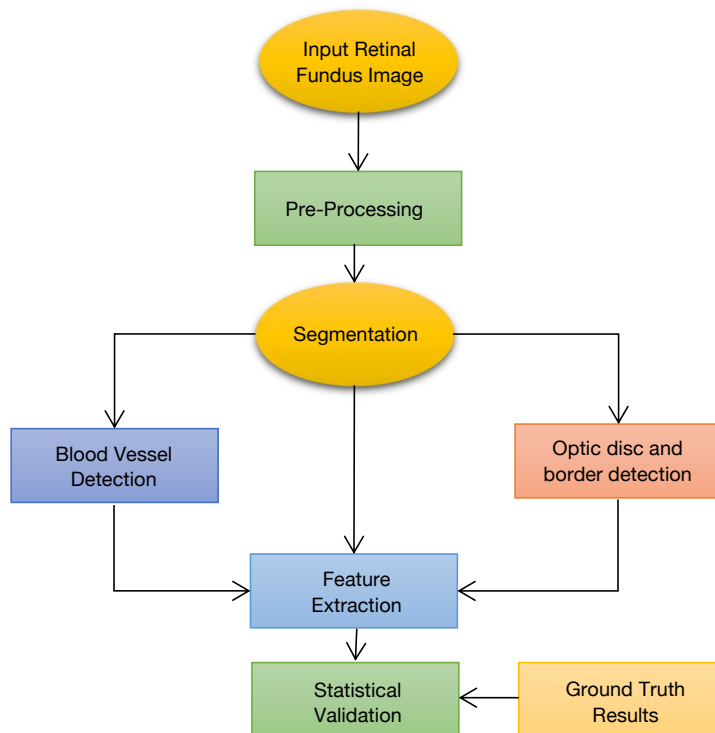 Input Retinal
Fundus Image
Pre-Processing
Segmentation
Blood Vessel
Detection
Optic disc and
border detection
Feature
Extraction
Statistical
Validation
Ground Truth
Results